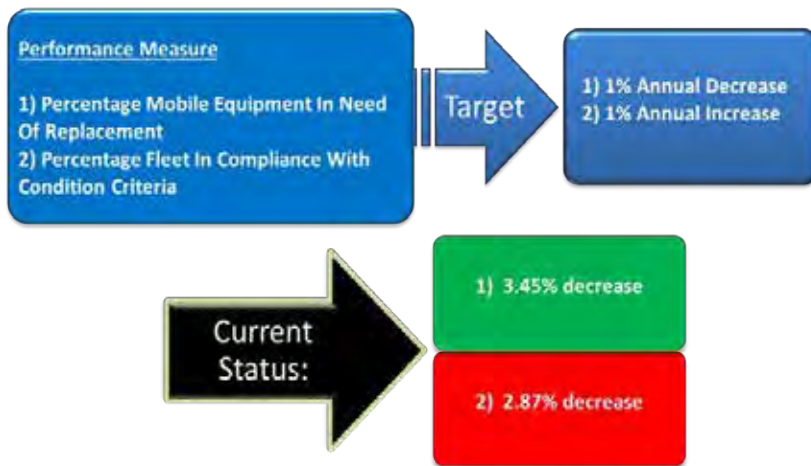 Performance Measure
1) Percentage Mobile Equipment In Need
Of Replacement
2) Percentage Fleet In Compliance With
Condition Criteria
Target
1) 1% Annual Decrease
2) 1% Annual Increase
Current
Status:
1) 3.45% decrease
2) 2.87% decrease